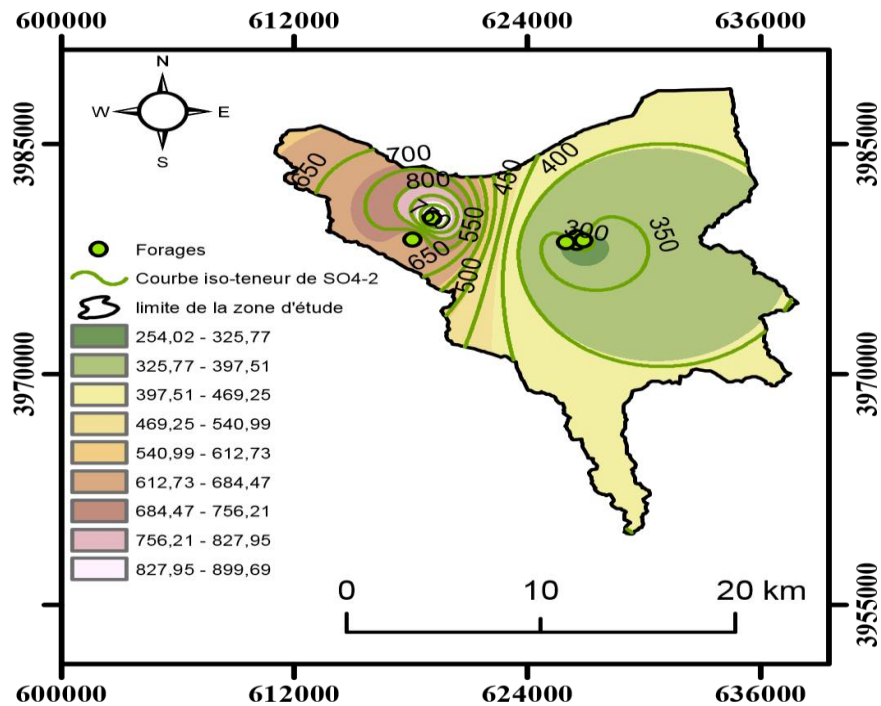 600000 612000 624000 636000
N
W E
S
3985000
3985000
700
650
800
450
400
550
650
500
300
350
Forages
Courbe iso-teneur de SO4-2
limite de la zone d'étude
254,02 - 325,77
325,77 - 397,51
397,51 - 469,25
469,25 - 540,99
540,99 - 612,73
612,73 - 684,47
684,47 - 756,21
756,21 - 827,95
827,95 - 899,69
3970000
3970000
0 10 20 km
3955000
3955000
600000 612000 624000 636000